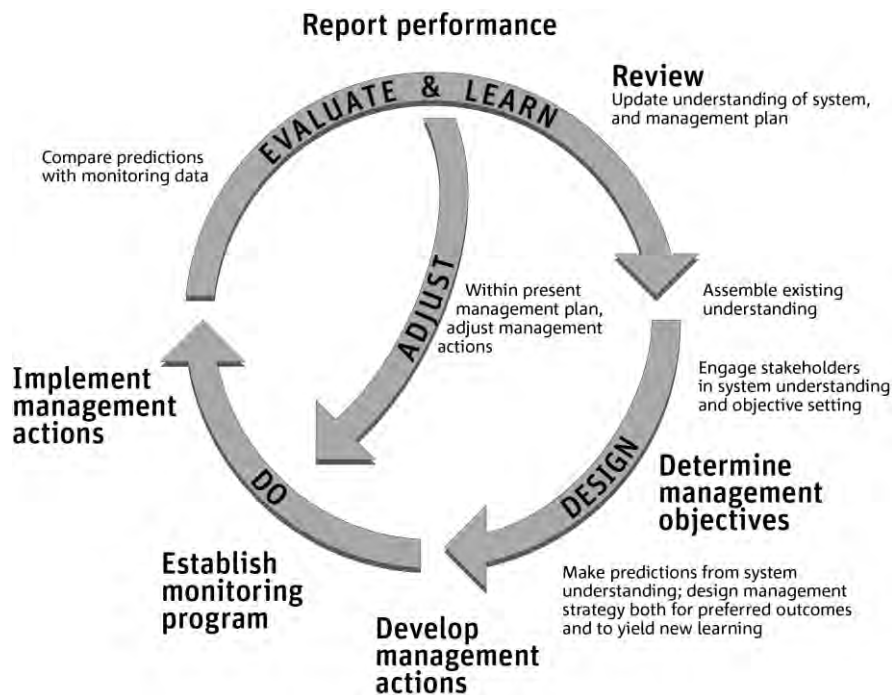 Report performance
EVALUATE & LEARN
Review
Update understanding of system,
and management plan
Compare predictions
with monitoring data
ADJUST
Within present
management plan,
adjust management
actions
Assemble existing
understanding
Engage stakeholders
in system understanding
and objective setting
DESIGN
Determine
management
objectives
Make predictions from system
understanding; design management
strategy both for preferred outcomes
and to yield new learning
Develop
management
actions
DO
Establish
monitoring
program
Implement
management
actions